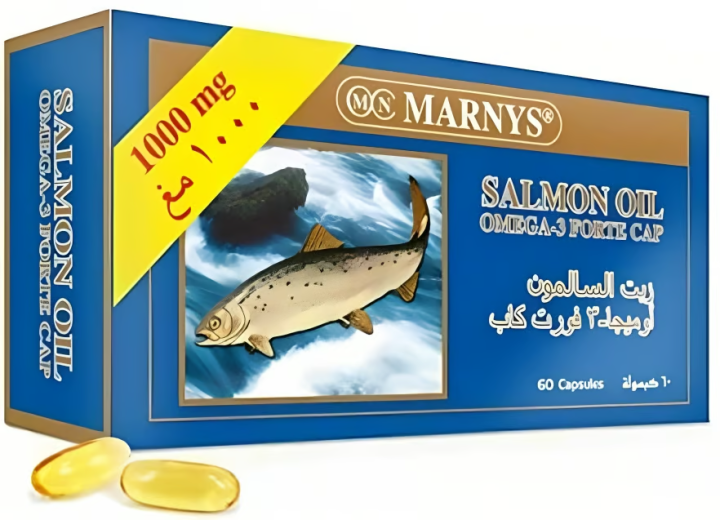 SALMON OIL
OMEGA-3 FORTE CAP
1000 mg
١٠٠٠ مغ
MN MARNYS®
SALMON OIL
OMEGA-3 FORTE CAP
زيت السالمون
أوميجا-٣ فورت كاب
60 Capsules ٦٠ كبسولة